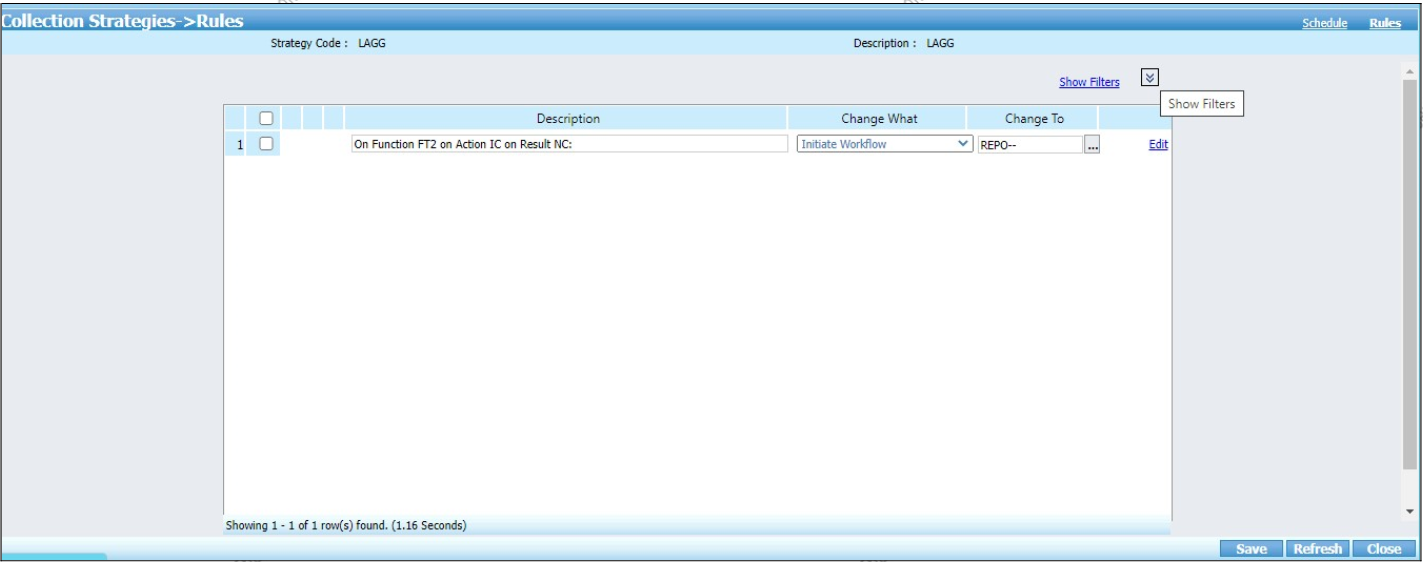 Collection Strategies->Rules
Schedule Rules
Strategy Code : LAGG Description : LAGG
Show Filters
Show Filters
Description Change What Change To
1 On Function FT2 on Action IC on Result NC: Initiate Workflow REPO-- ... Edit
Showing 1 - 1 of 1 row(s) found. (1.16 Seconds)
Save Refresh Close